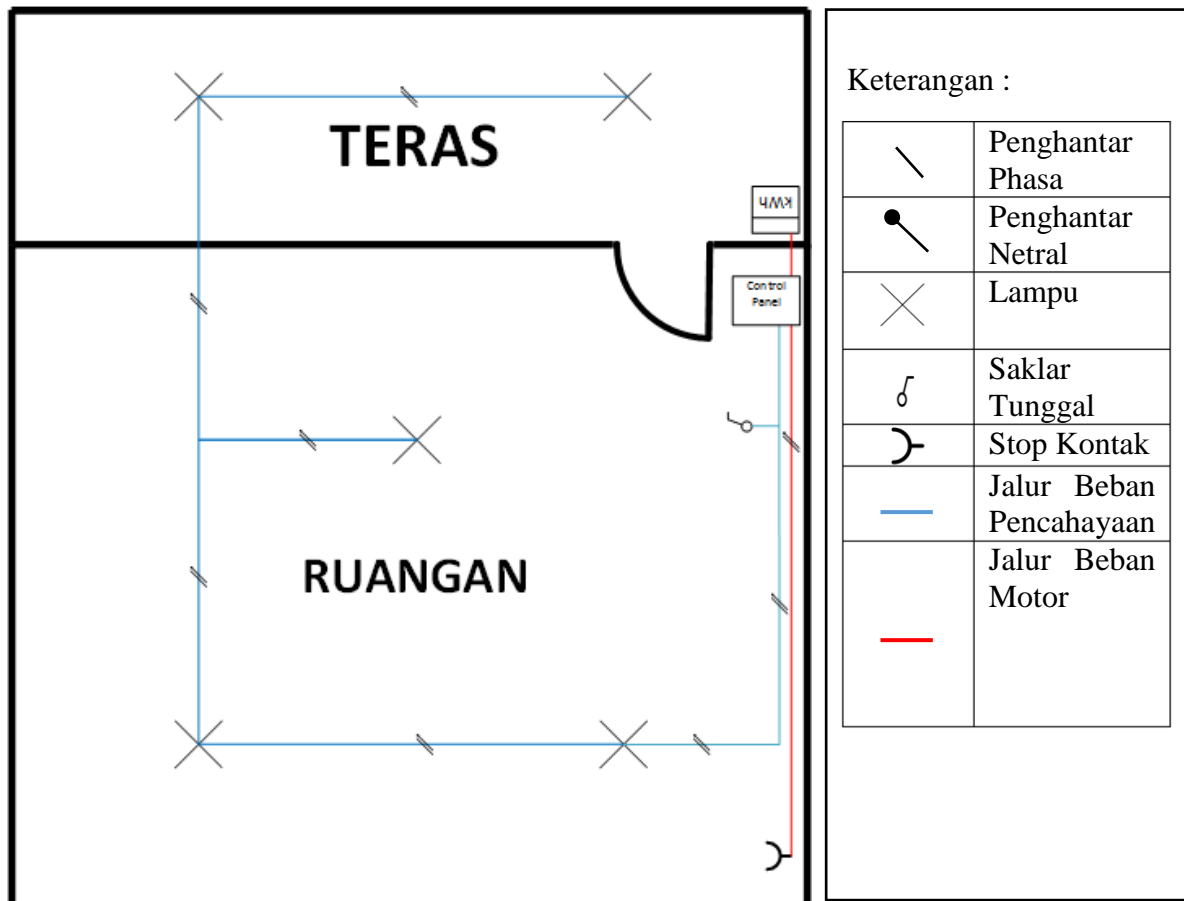 TERAS
kWh
Control
Panel
RUANGAN
Keterangan :
Penghantar
Phasa
Penghantar
Netral
Lampu
Saklar
Tunggal
Stop Kontak
Jalur Beban
Pencahayaan
Jalur Beban
Motor